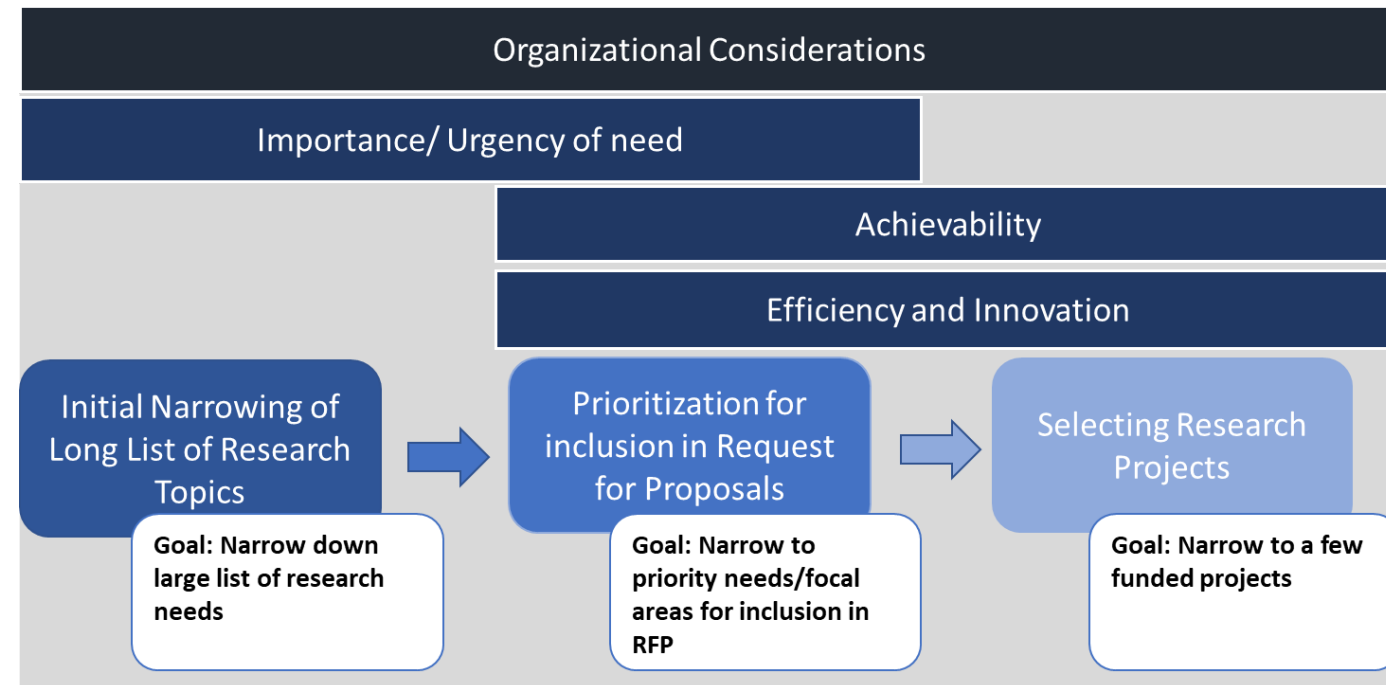 Organizational Considerations
Importance/ Urgency of need
Achievability
Efficiency and Innovation
Initial Narrowing of
Long List of Research
Topics
Goal: Narrow down
large list of research
needs
Prioritization for
inclusion in Request
for Proposals
Goal: Narrow to
priority needs/focal
areas for inclusion in
RFP
Selecting Research
Projects
Goal: Narrow to a few
funded projects